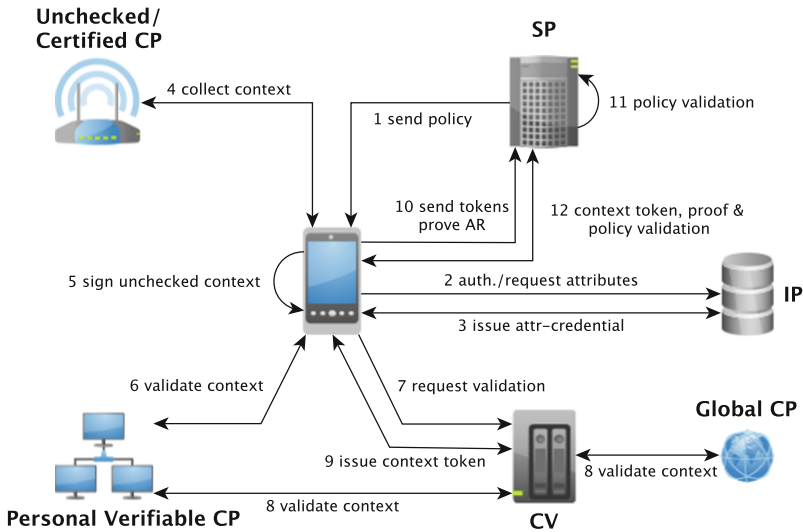 Unchecked/
Certified CP
SP
4 collect context
1 send policy
11 policy validation
10 send tokens
prove AR
12 context token, proof &
policy validation
5 sign unchecked context
2 auth./request attributes
IP
3 issue attr-credential
6 validate context
7 request validation
Global CP
9 issue context token
8 validate context
8 validate context
Personal Verifiable CP
CV